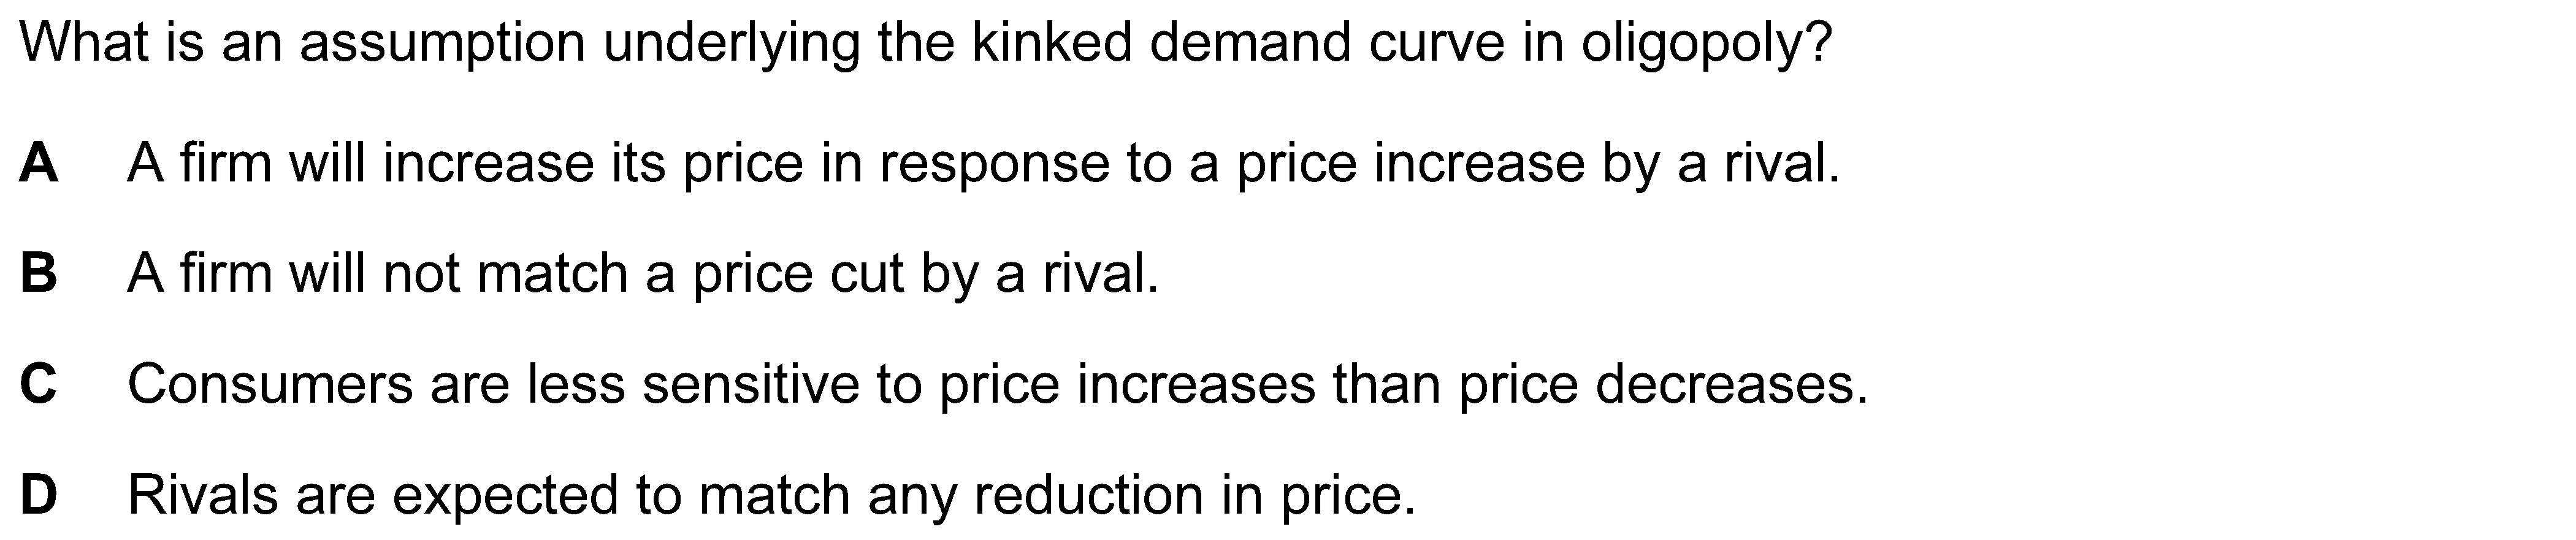 What is an assumption underlying the kinked demand curve in oligopoly?
A A firm will increase its price in response to a price increase by a rival.
B A firm will not match a price cut by a rival.
C Consumers are less sensitive to price increases than price decreases.
D Rivals are expected to match any reduction in price.